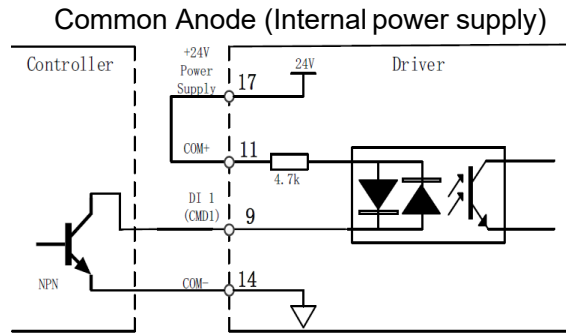 Common Anode (Internal power supply)
Controller
+24V
Power
Supply
17
24V
Driver
COM+
11
4.7k
DI 1
(CMD1)
9
NPN
COM-
14